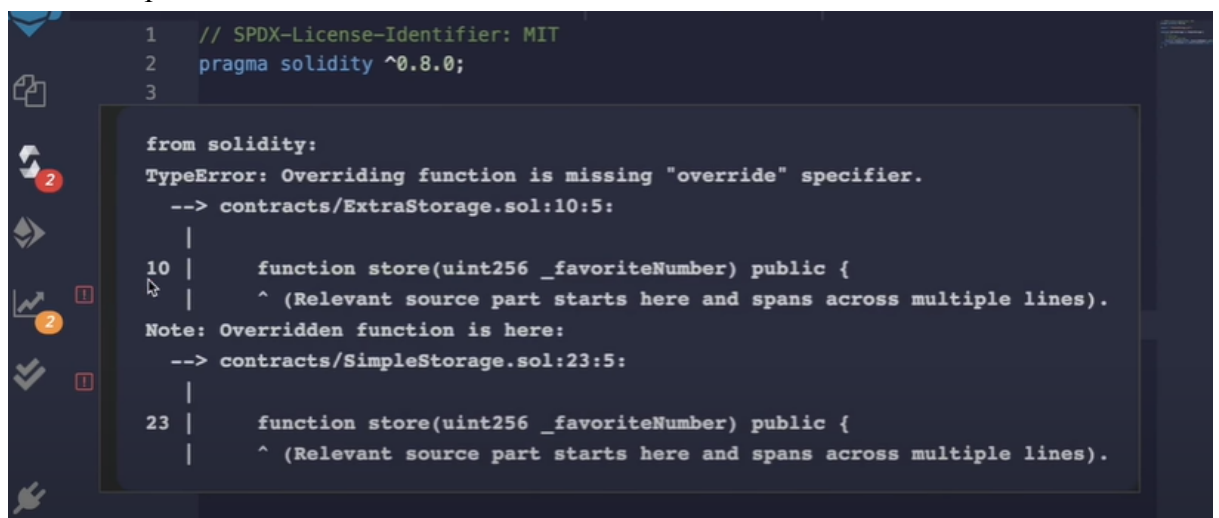 1 // SPDX-License-Identifier: MIT
2 pragma solidity ^0.8.0;
3
from solidity:
TypeError: Overriding function is missing "override" specifier.
--> contracts/ExtraStorage.sol:10:5:
|
10 | function store(uint256 _favoriteNumber) public {
| ^ (Relevant source part starts here and spans across multiple lines).
Note: Overridden function is here:
--> contracts/SimpleStorage.sol:23:5:
|
23 | function store(uint256 _favoriteNumber) public {
| ^ (Relevant source part starts here and spans across multiple lines).
2
2